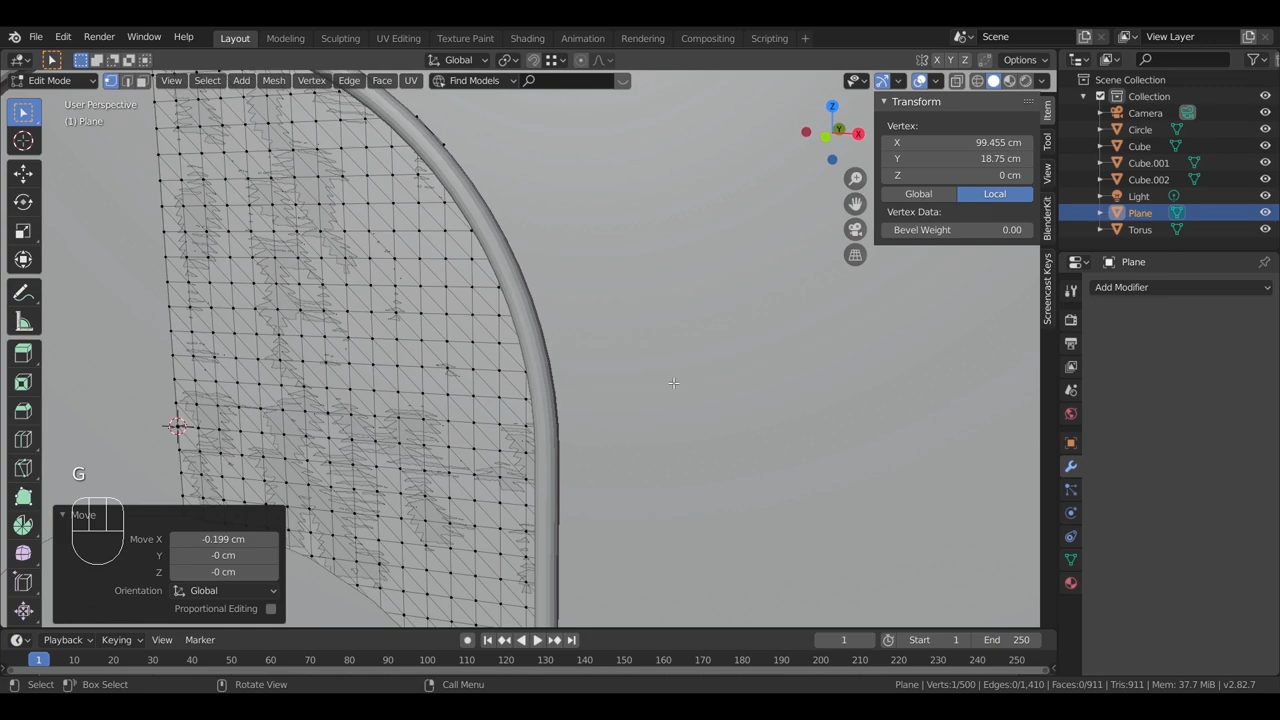 File Edit Render Window Help Layout Modeling Sculpting UV Editing Texture Paint Shading Animation Rendering Compositing Scripting + Scene View Layer
Global X Y Z Options
Edit Mode View Select Add Mesh Vertex Edge Face UV Find Models
User Perspective
(1) Plane
Z
Y
X
Transform
Vertex:
X 99.455 cm
Y 18.75 cm
Z 0 cm
Global Local
Vertex Data:
Bevel Weight 0.00
Item
Tool
View
BlenderKit
Screencast Keys
Scene Collection
Collection
Camera
Circle
Cube
Cube.001
Cube.002
Light
Plane
Torus
Plane
Add Modifier
G
Move
Move X -0.199 cm
Y -0 cm
Z -0 cm
Orientation Global
Proportional Editing
Playback Keying View Marker 1 Start 1 End 250
1 10 20 30 40 50 60 70 80 90 100 110 120 130 140 150 160 170 180 190 200 210 220 230 240 250
Select Box Select Rotate View Call Menu Plane | Verts:1/500 | Edges:0/1,410 | Faces:0/911 | Tris:911 | Mem: 37.7 MiB | v2.82.7